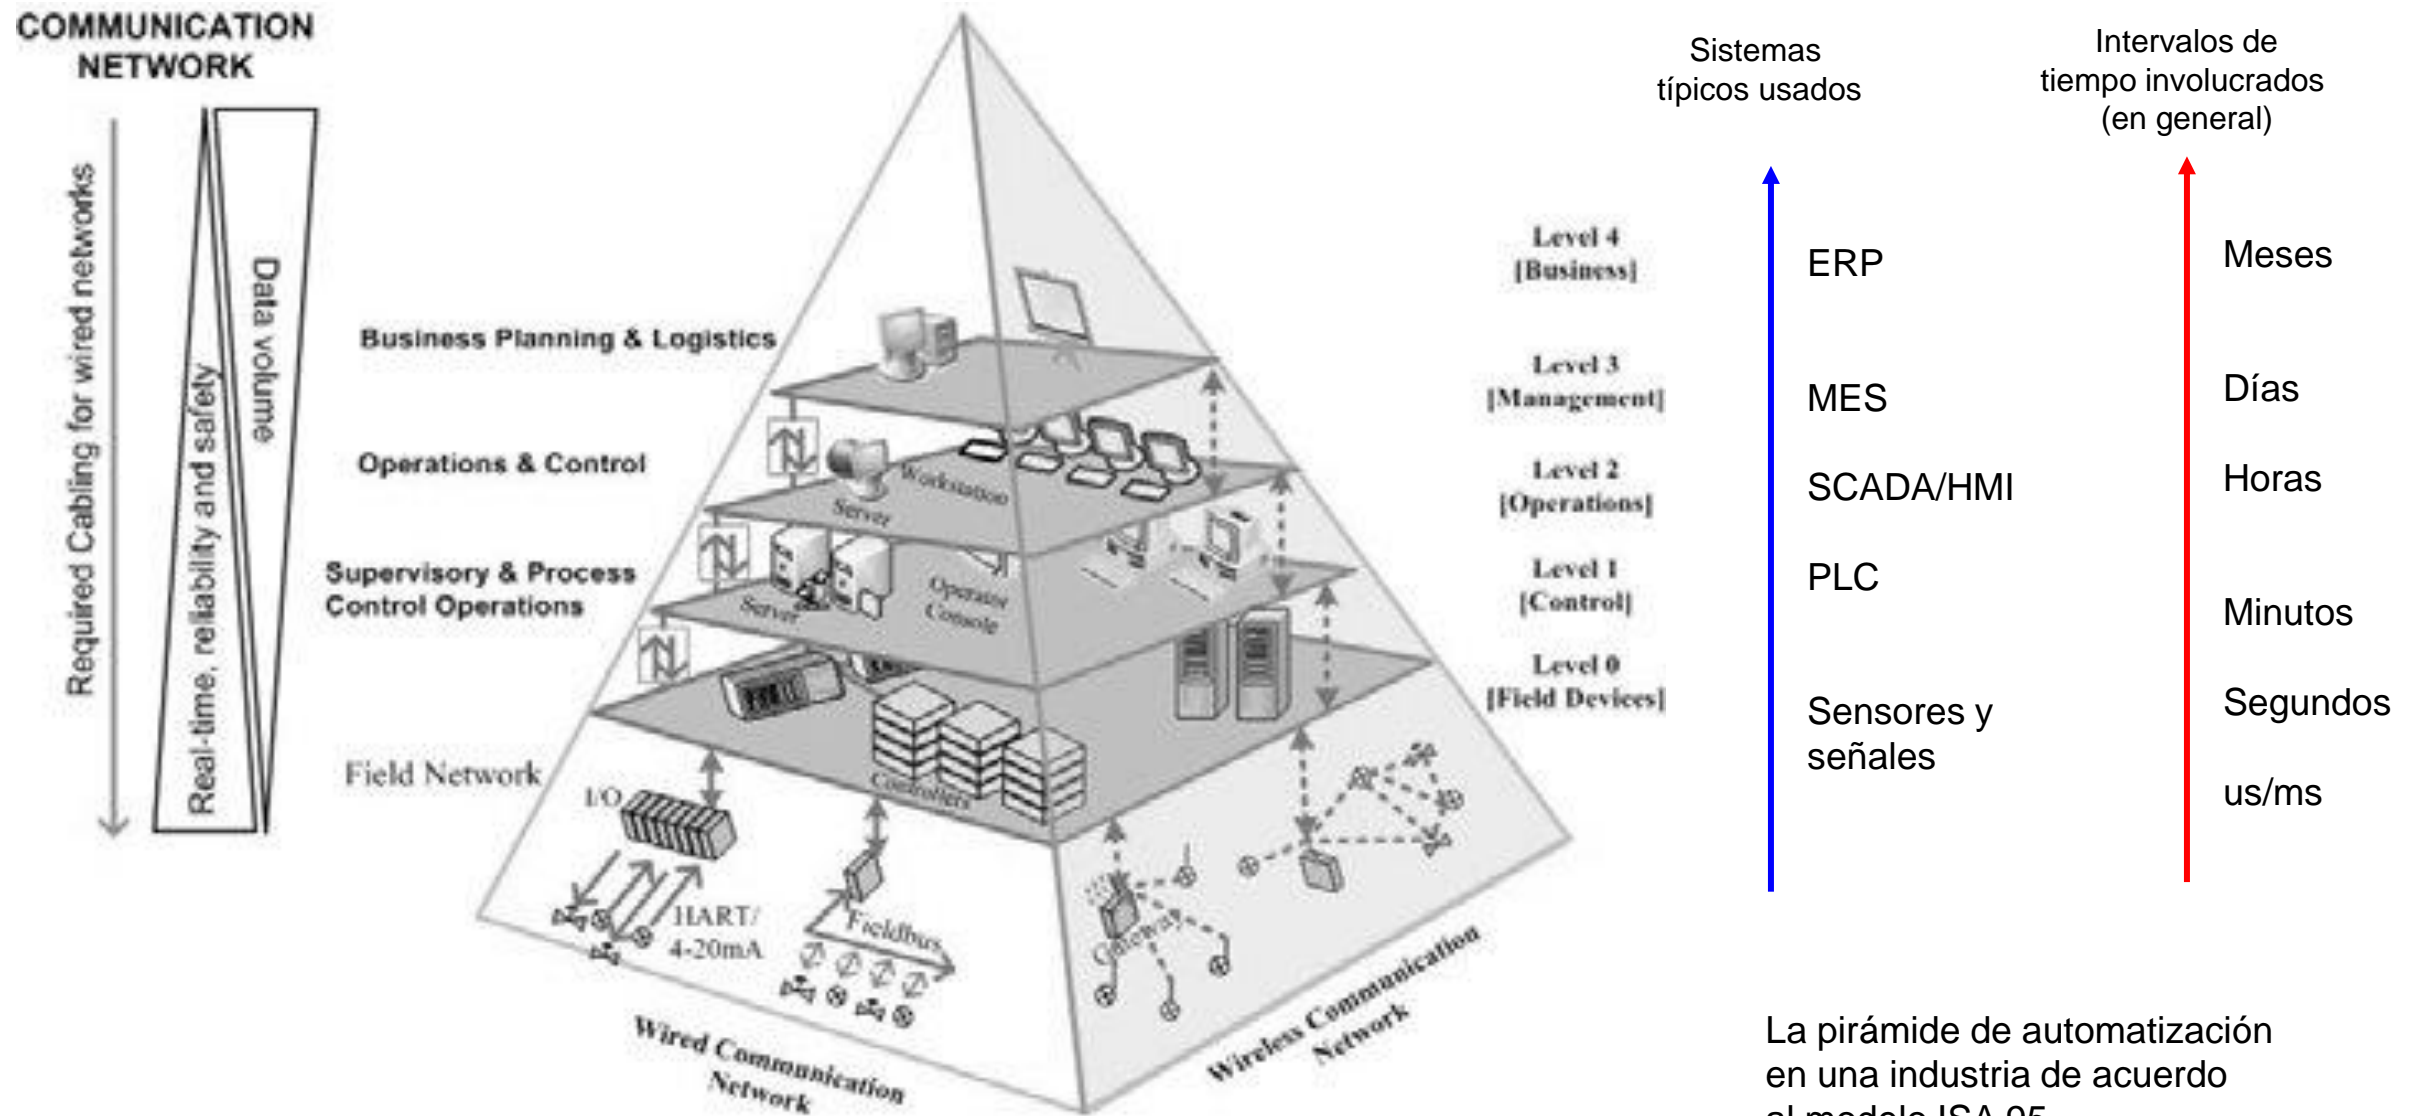 COMMUNICATION
NETWORK
Required Cabling for wired networks
Real-time, reliability and safety
Data volume
Business Planning & Logistics
Operations & Control
Supervisory & Process
Control Operations
Field Network
Workstation
Server
Operator
Console
Server
Controllers
I/O
HART/
4-20mA
Fieldbus
Gateway
Wired Communication
Network
Wireless Communication
Network
Level 4
[Business]
Level 3
[Management]
Level 2
[Operations]
Level 1
[Control]
Level 0
[Field Devices]
Sistemas
típicos usados
ERP
MES
SCADA/HMI
PLC
Sensores y
señales
Intervalos de
tiempo involucrados
(en general)
Meses
Días
Horas
Minutos
Segundos
us/ms
La pirámide de automatización
en una industria de acuerdo
al modelo ISA 95